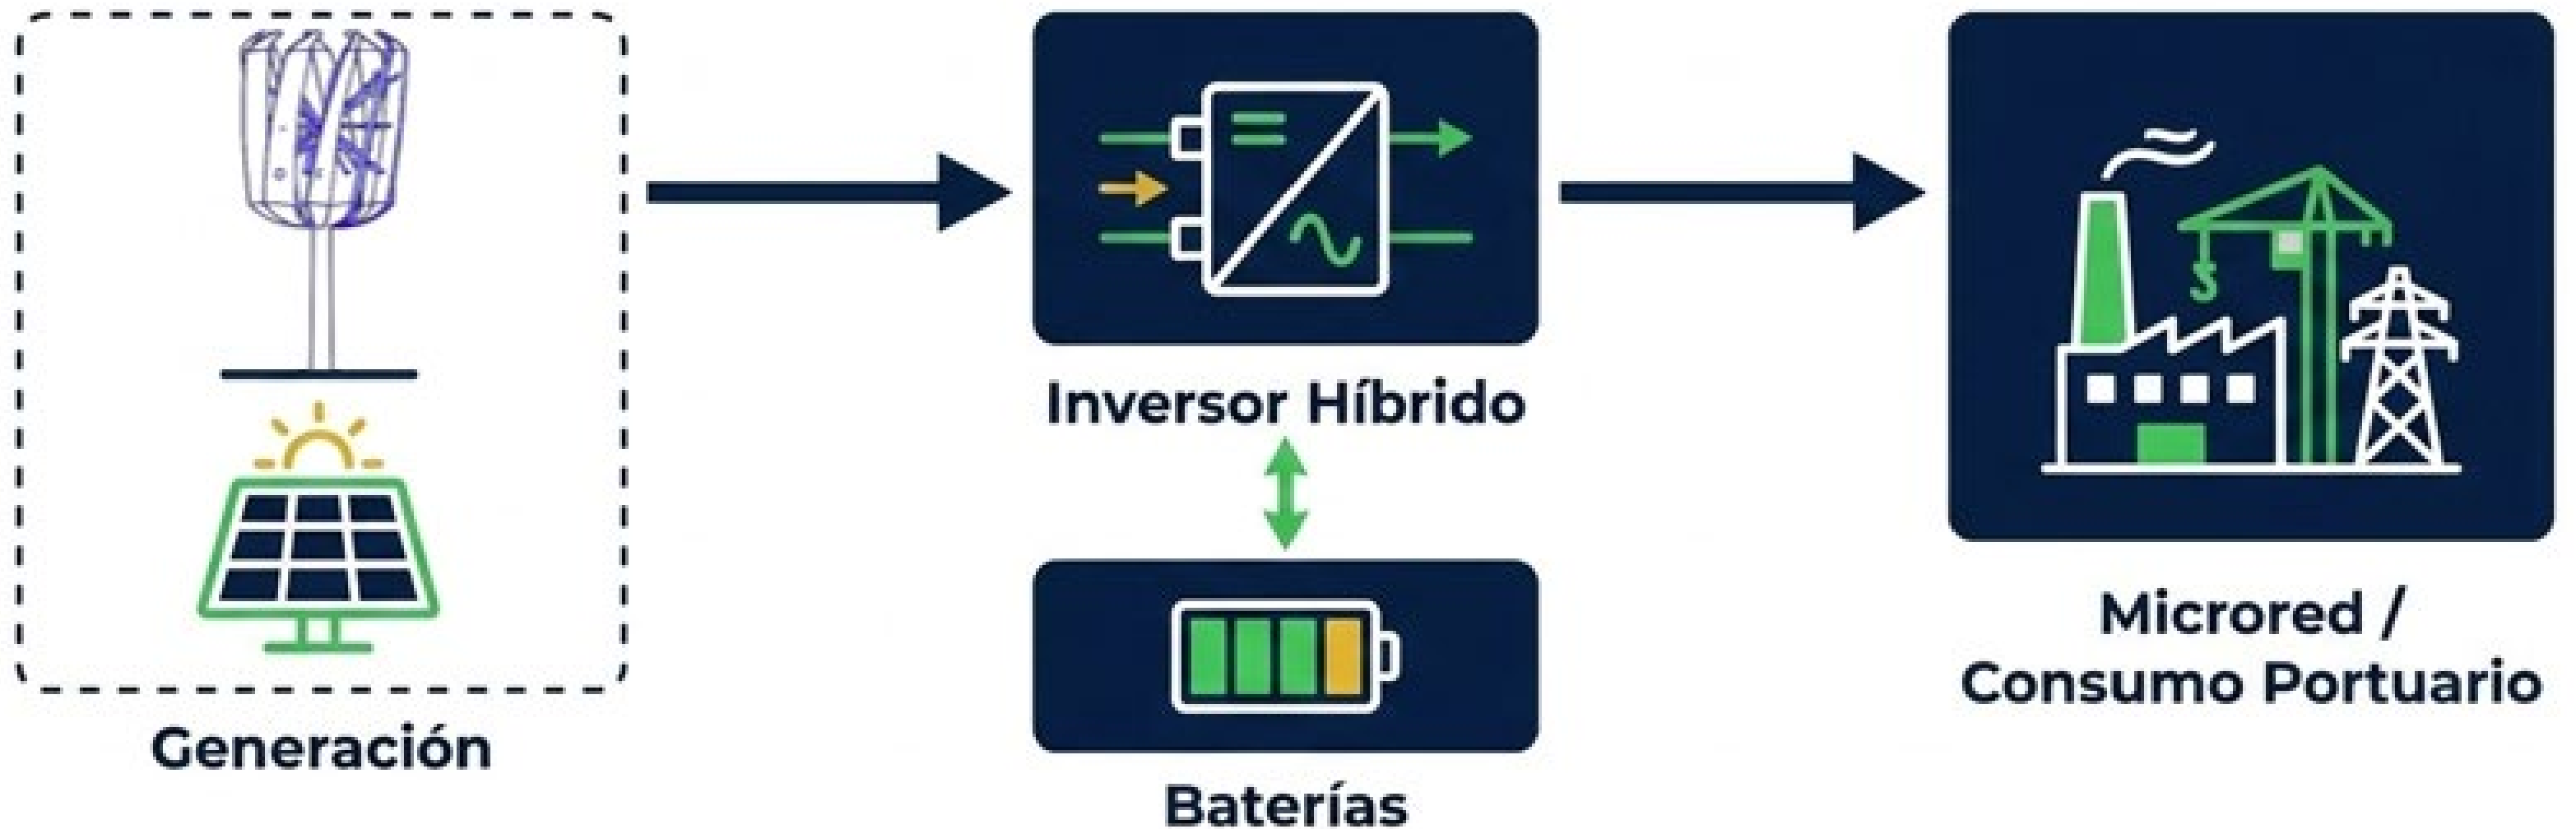 Generación
Inversor Híbrido
Baterías
Microred /
Consumo Portuario